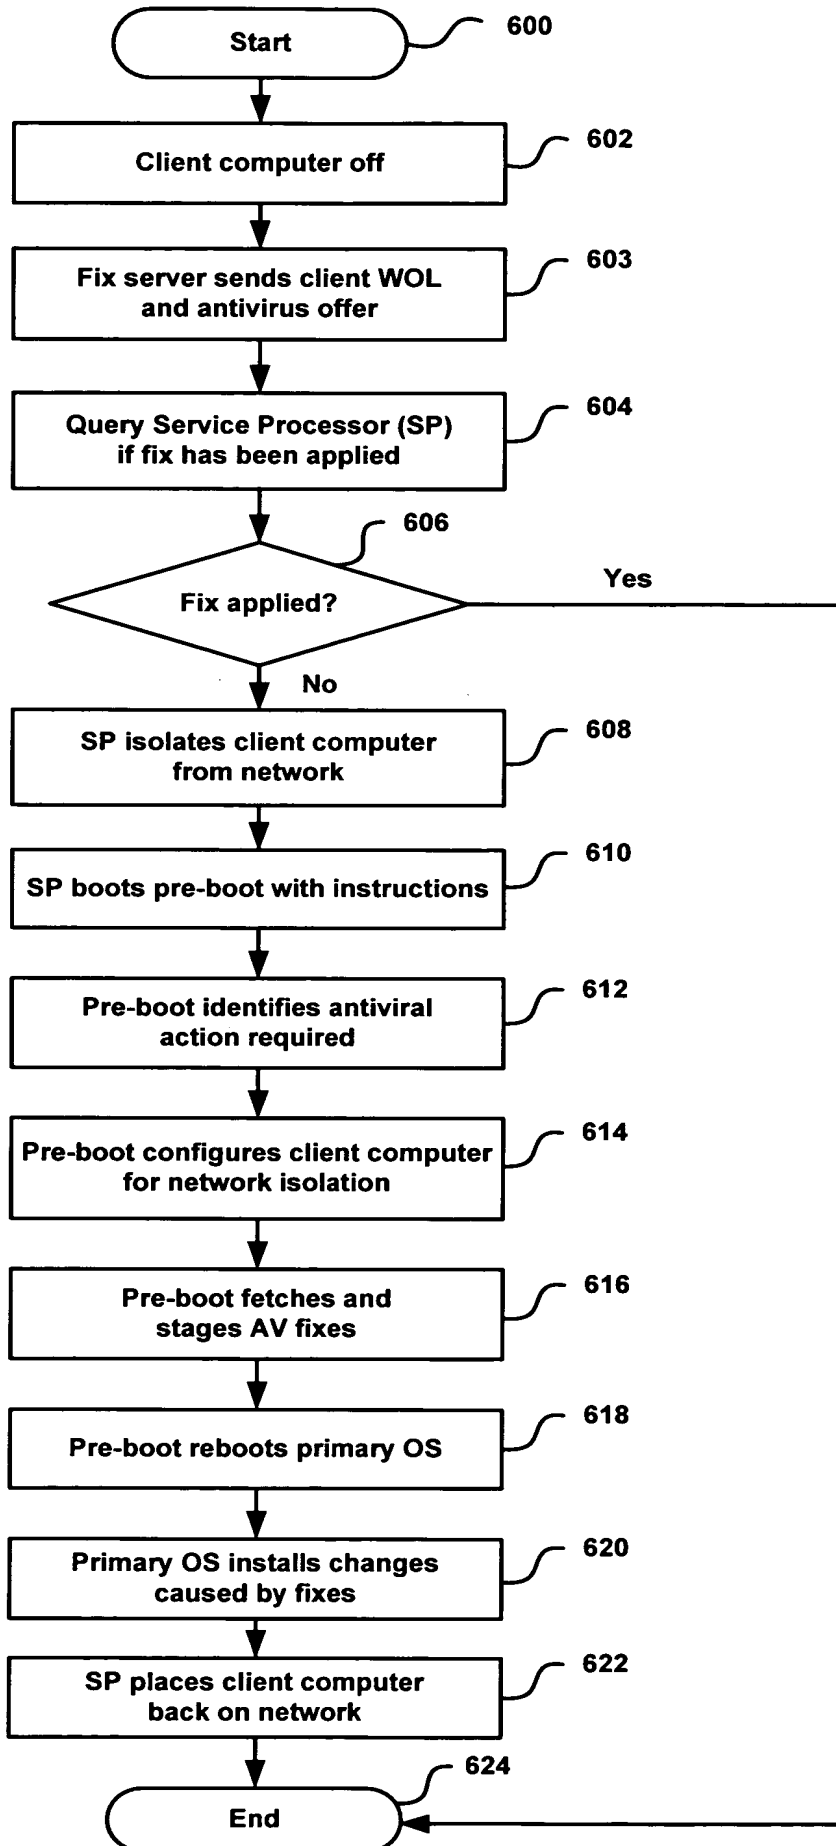 Start
600
Client computer off
602
Fix server sends client WOL
and antivirus offer
603
Query Service Processor (SP)
if fix has been applied
604
606
Fix applied?
Yes
No
SP isolates client computer
from network
608
SP boots pre-boot with instructions
610
Pre-boot identifies antiviral
action required
612
Pre-boot configures client computer
for network isolation
614
Pre-boot fetches and
stages AV fixes
616
Pre-boot reboots primary OS
618
Primary OS installs changes
caused by fixes
620
SP places client computer
back on network
622
624
End